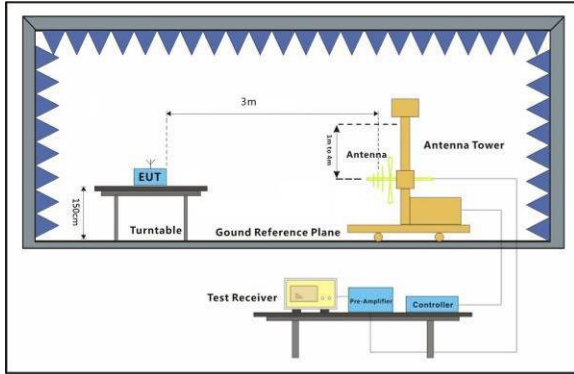 3m
1m to 4m
Antenna
Antenna Tower
EUT
150cm
Turntable
Gound Reference Plane
Test Receiver
Pre-Amplifier
Controller